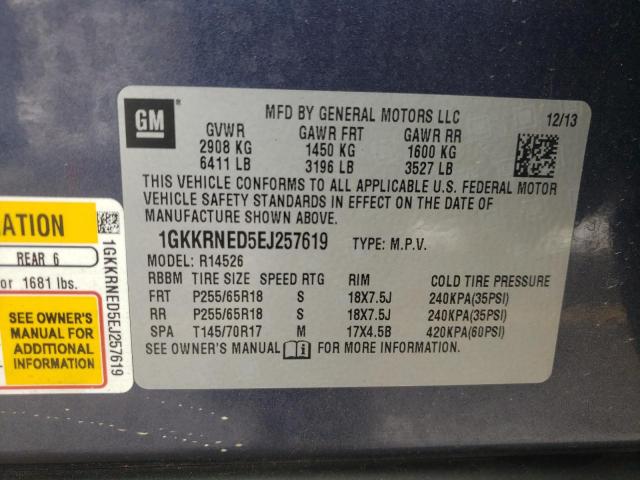 GM
MFD BY GENERAL MOTORS LLC 12/13
GVWR GAWR FRT GAWR RR
2908 KG 1450 KG 1600 KG
6411 LB 3196 LB 3527 LB
THIS VEHICLE CONFORMS TO ALL APPLICABLE U.S. FEDERAL MOTOR
VEHICLE SAFETY STANDARDS IN EFFECT ON THE DATE OF
MANUFACTURE SHOWN ABOVE.
1GKKRNED5EJ257619 TYPE: M.P.V.
MODEL: R14526
RBBM TIRE SIZE SPEED RTG RIM COLD TIRE PRESSURE
FRT P255/65R18 S 18X7.5J 240KPA(35PSI)
RR P255/65R18 S 18X7.5J 240KPA(35PSI)
SPA T145/70R17 M 17X4.5B 420KPA(60PSI)
SEE OWNER'S MANUAL FOR MORE INFORMATION.
REAR 6
or 1681 lbs.
SEE OWNER'S
MANUAL FOR
ADDITIONAL
INFORMATION
1GKKRNED5EJ257619